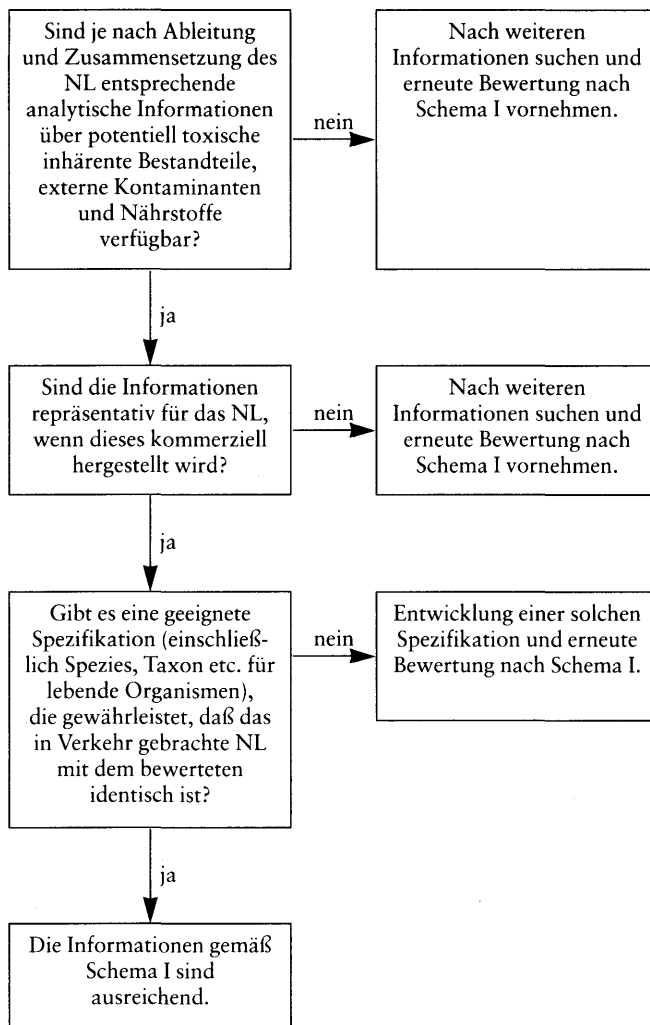 Sind je nach Ableitung
und Zusammensetzung des
NL entsprechende
analytische Informationen
über potentiell toxische
inhärente Bestandteile,
externe Kontaminanten
und Nährstoffe
verfügbar?
nein
Nach weiteren
Informationen suchen und
erneute Bewertung nach
Schema I vornehmen.
ja
Sind die Informationen
repräsentativ für das NL,
wenn dieses kommerziell
hergestellt wird?
nein
Nach weiteren
Informationen suchen und
erneute Bewertung nach
Schema I vornehmen.
ja
Gibt es eine geeignete
Spezifikation (einschließ-
lich Spezies, Taxon etc. für
lebende Organismen),
die gewährleistet, daß das
in Verkehr gebrachte NL
mit dem bewerteten
identisch ist?
nein
Entwicklung einer solchen
Spezifikation und erneute
Bewertung nach Schema I.
ja
Die Informationen gemäß
Schema I sind
ausreichend.